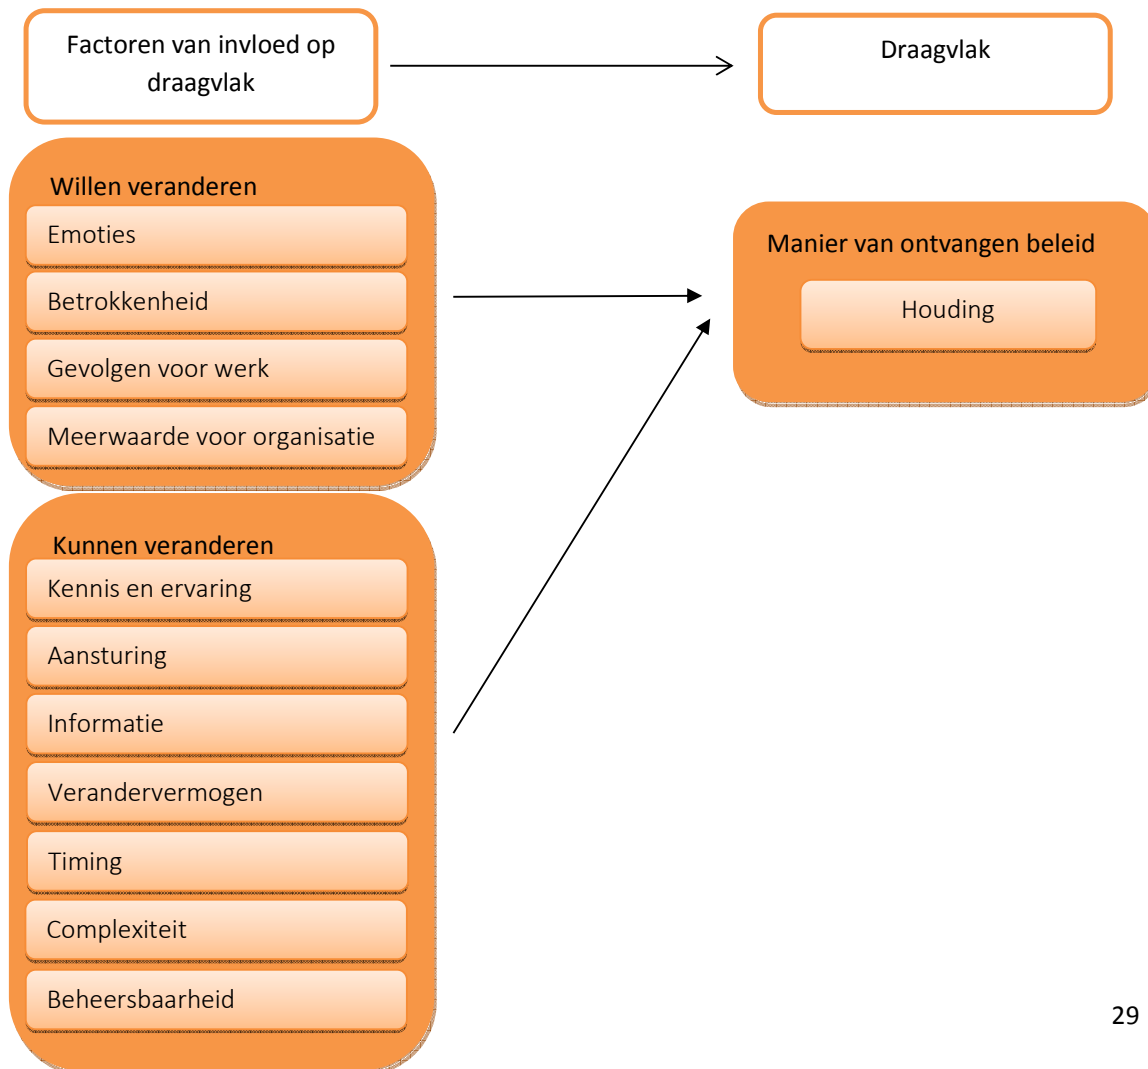 Factoren van invloed op
draagvlak
Draagvlak
Willen veranderen
Emoties
Betrokkenheid
Gevolgen voor werk
Meerwaarde voor organisatie
Manier van ontvangen beleid
Houding
Kunnen veranderen
Kennis en ervaring
Aansturing
Informatie
Verandervermogen
Timing
Complexiteit
Beheersbaarheid
29